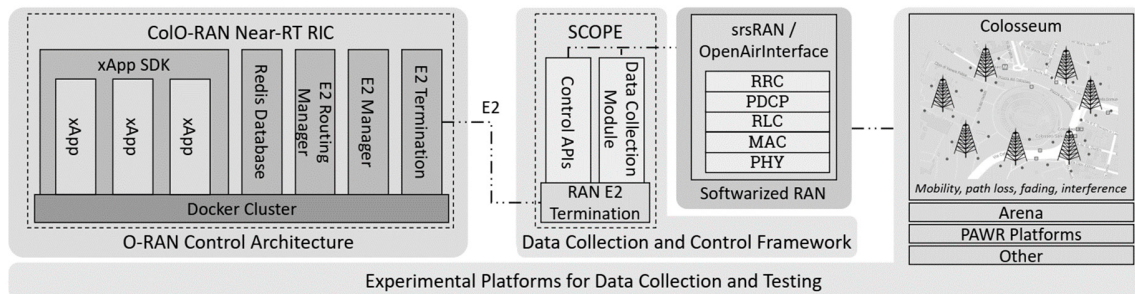 ColO-RAN Near-RT RIC
xApp SDK
xApp
xApp
xApp
Redis Database
E2 Routing
Manager
E2 Manager
E2 Termination
Docker Cluster
O-RAN Control Architecture
E2
SCOPE
Control APIs
Data Collection
Module
RAN E2
Termination
srsRAN /
OpenAirInterface
RRC
PDCP
RLC
MAC
PHY
Softwarized RAN
Data Collection and Control Framework
Colosseum
Mobility, path loss, fading, interference
Arena
PAWR Platforms
Other
Experimental Platforms for Data Collection and Testing